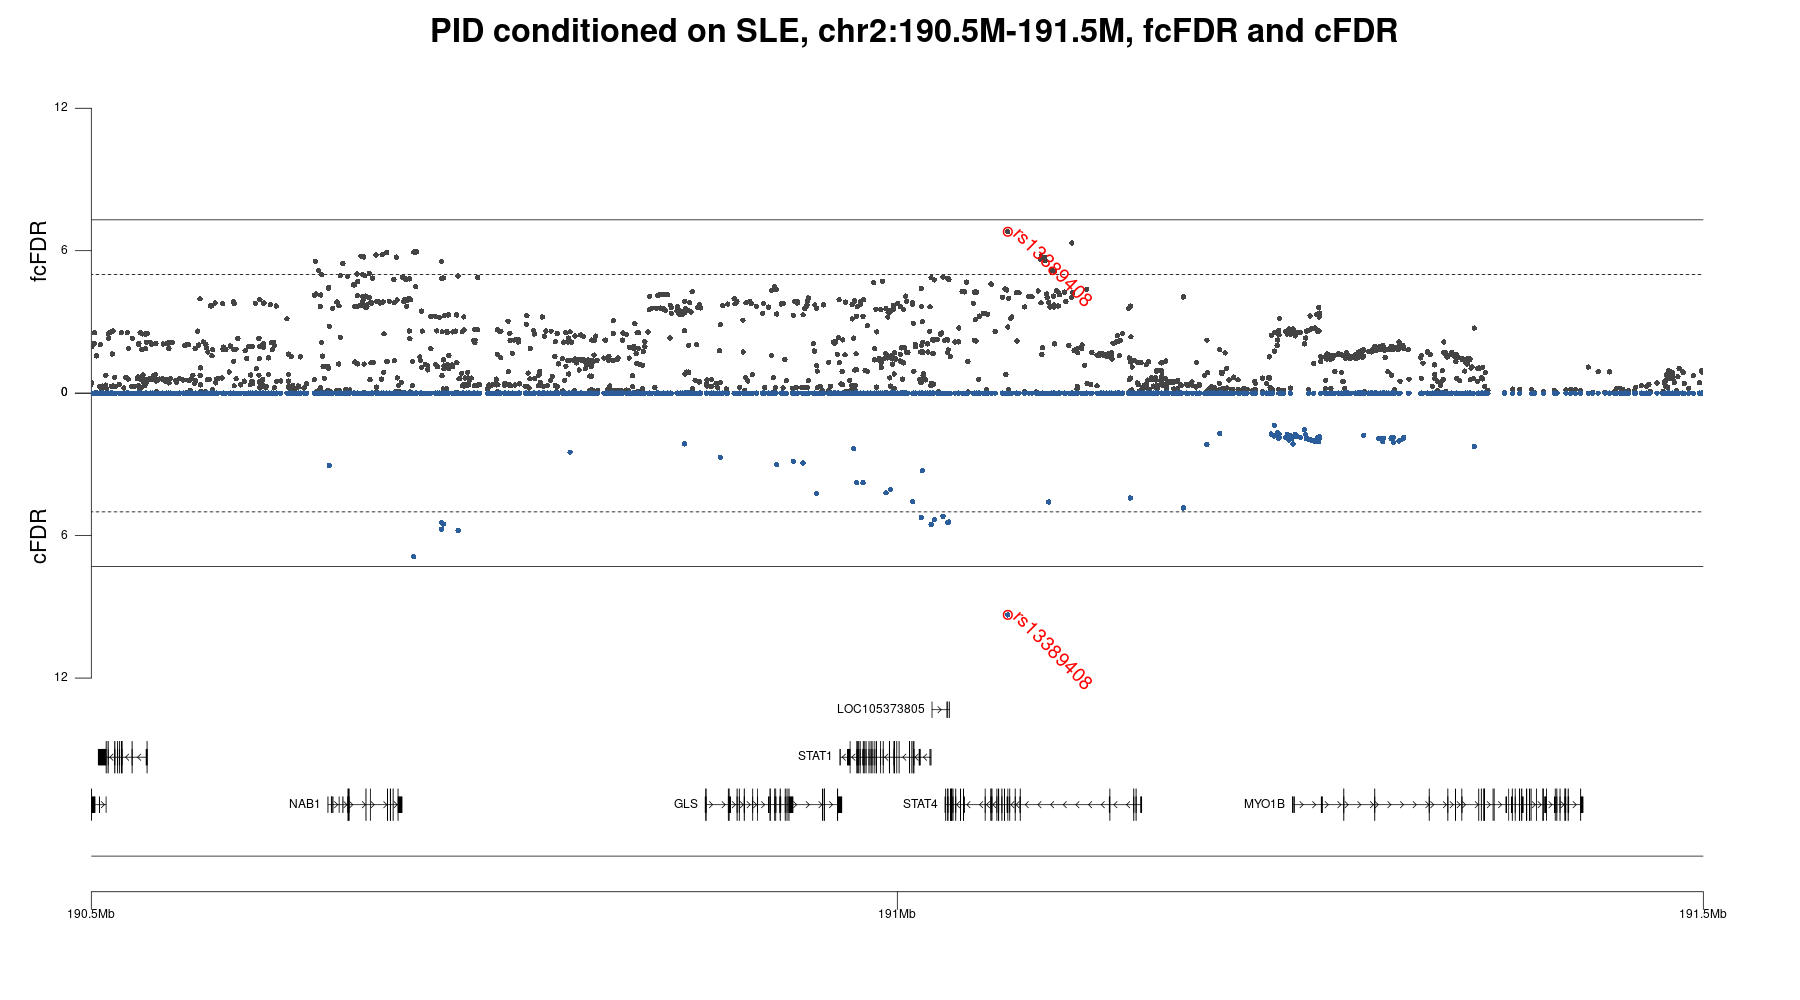 PID conditioned on SLE, chr2:190.5M-191.5M, fcFDR and cFDR
12
fcFDR
6
rs13389408
0
cFDR
6
rs13389408
12
LOC105373805
STAT1
NAB1
GLS
STAT4
MYO1B
190.5Mb
191Mb
191.5Mb